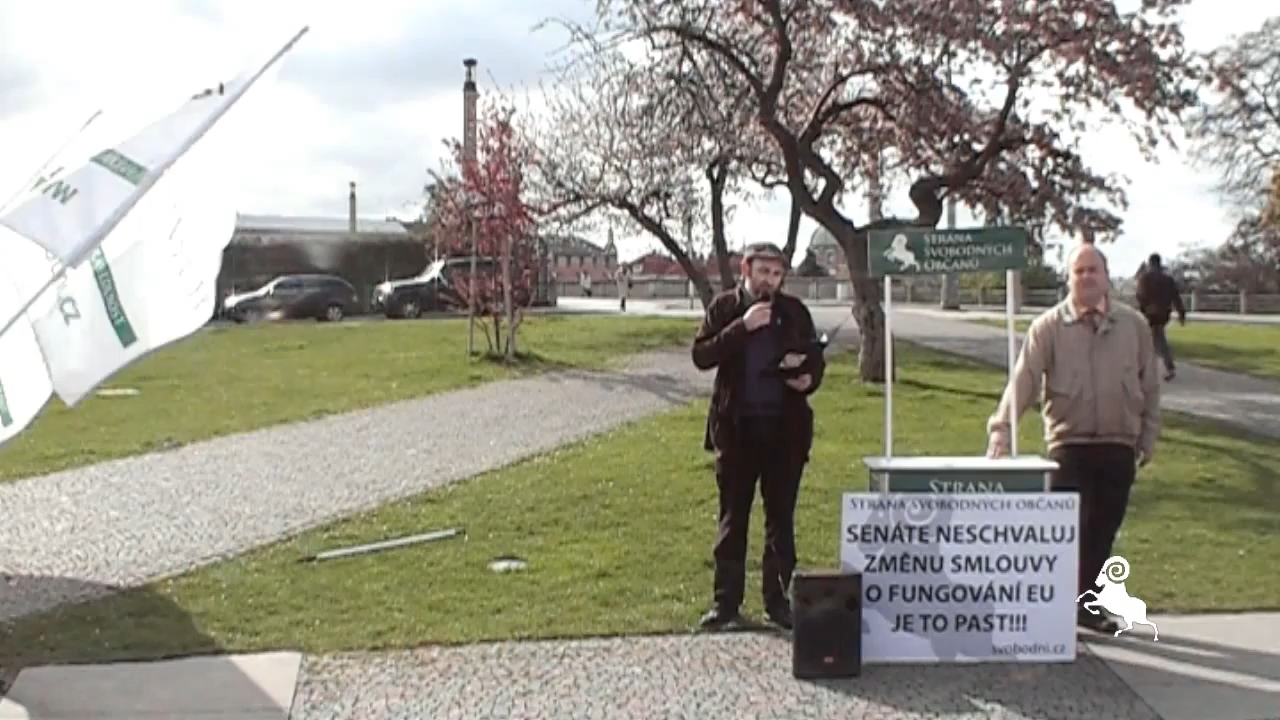 STRANA
SVOBODNÝCH
OBČANŮ
STRANA
STRANA SVOBODNÝCH OBČANŮ
SENÁTE NESCHVALUJ
ZMĚNU SMLOUVY
O FUNGOVÁNÍ EU
JE TO PAST!!!
svobodni.cz